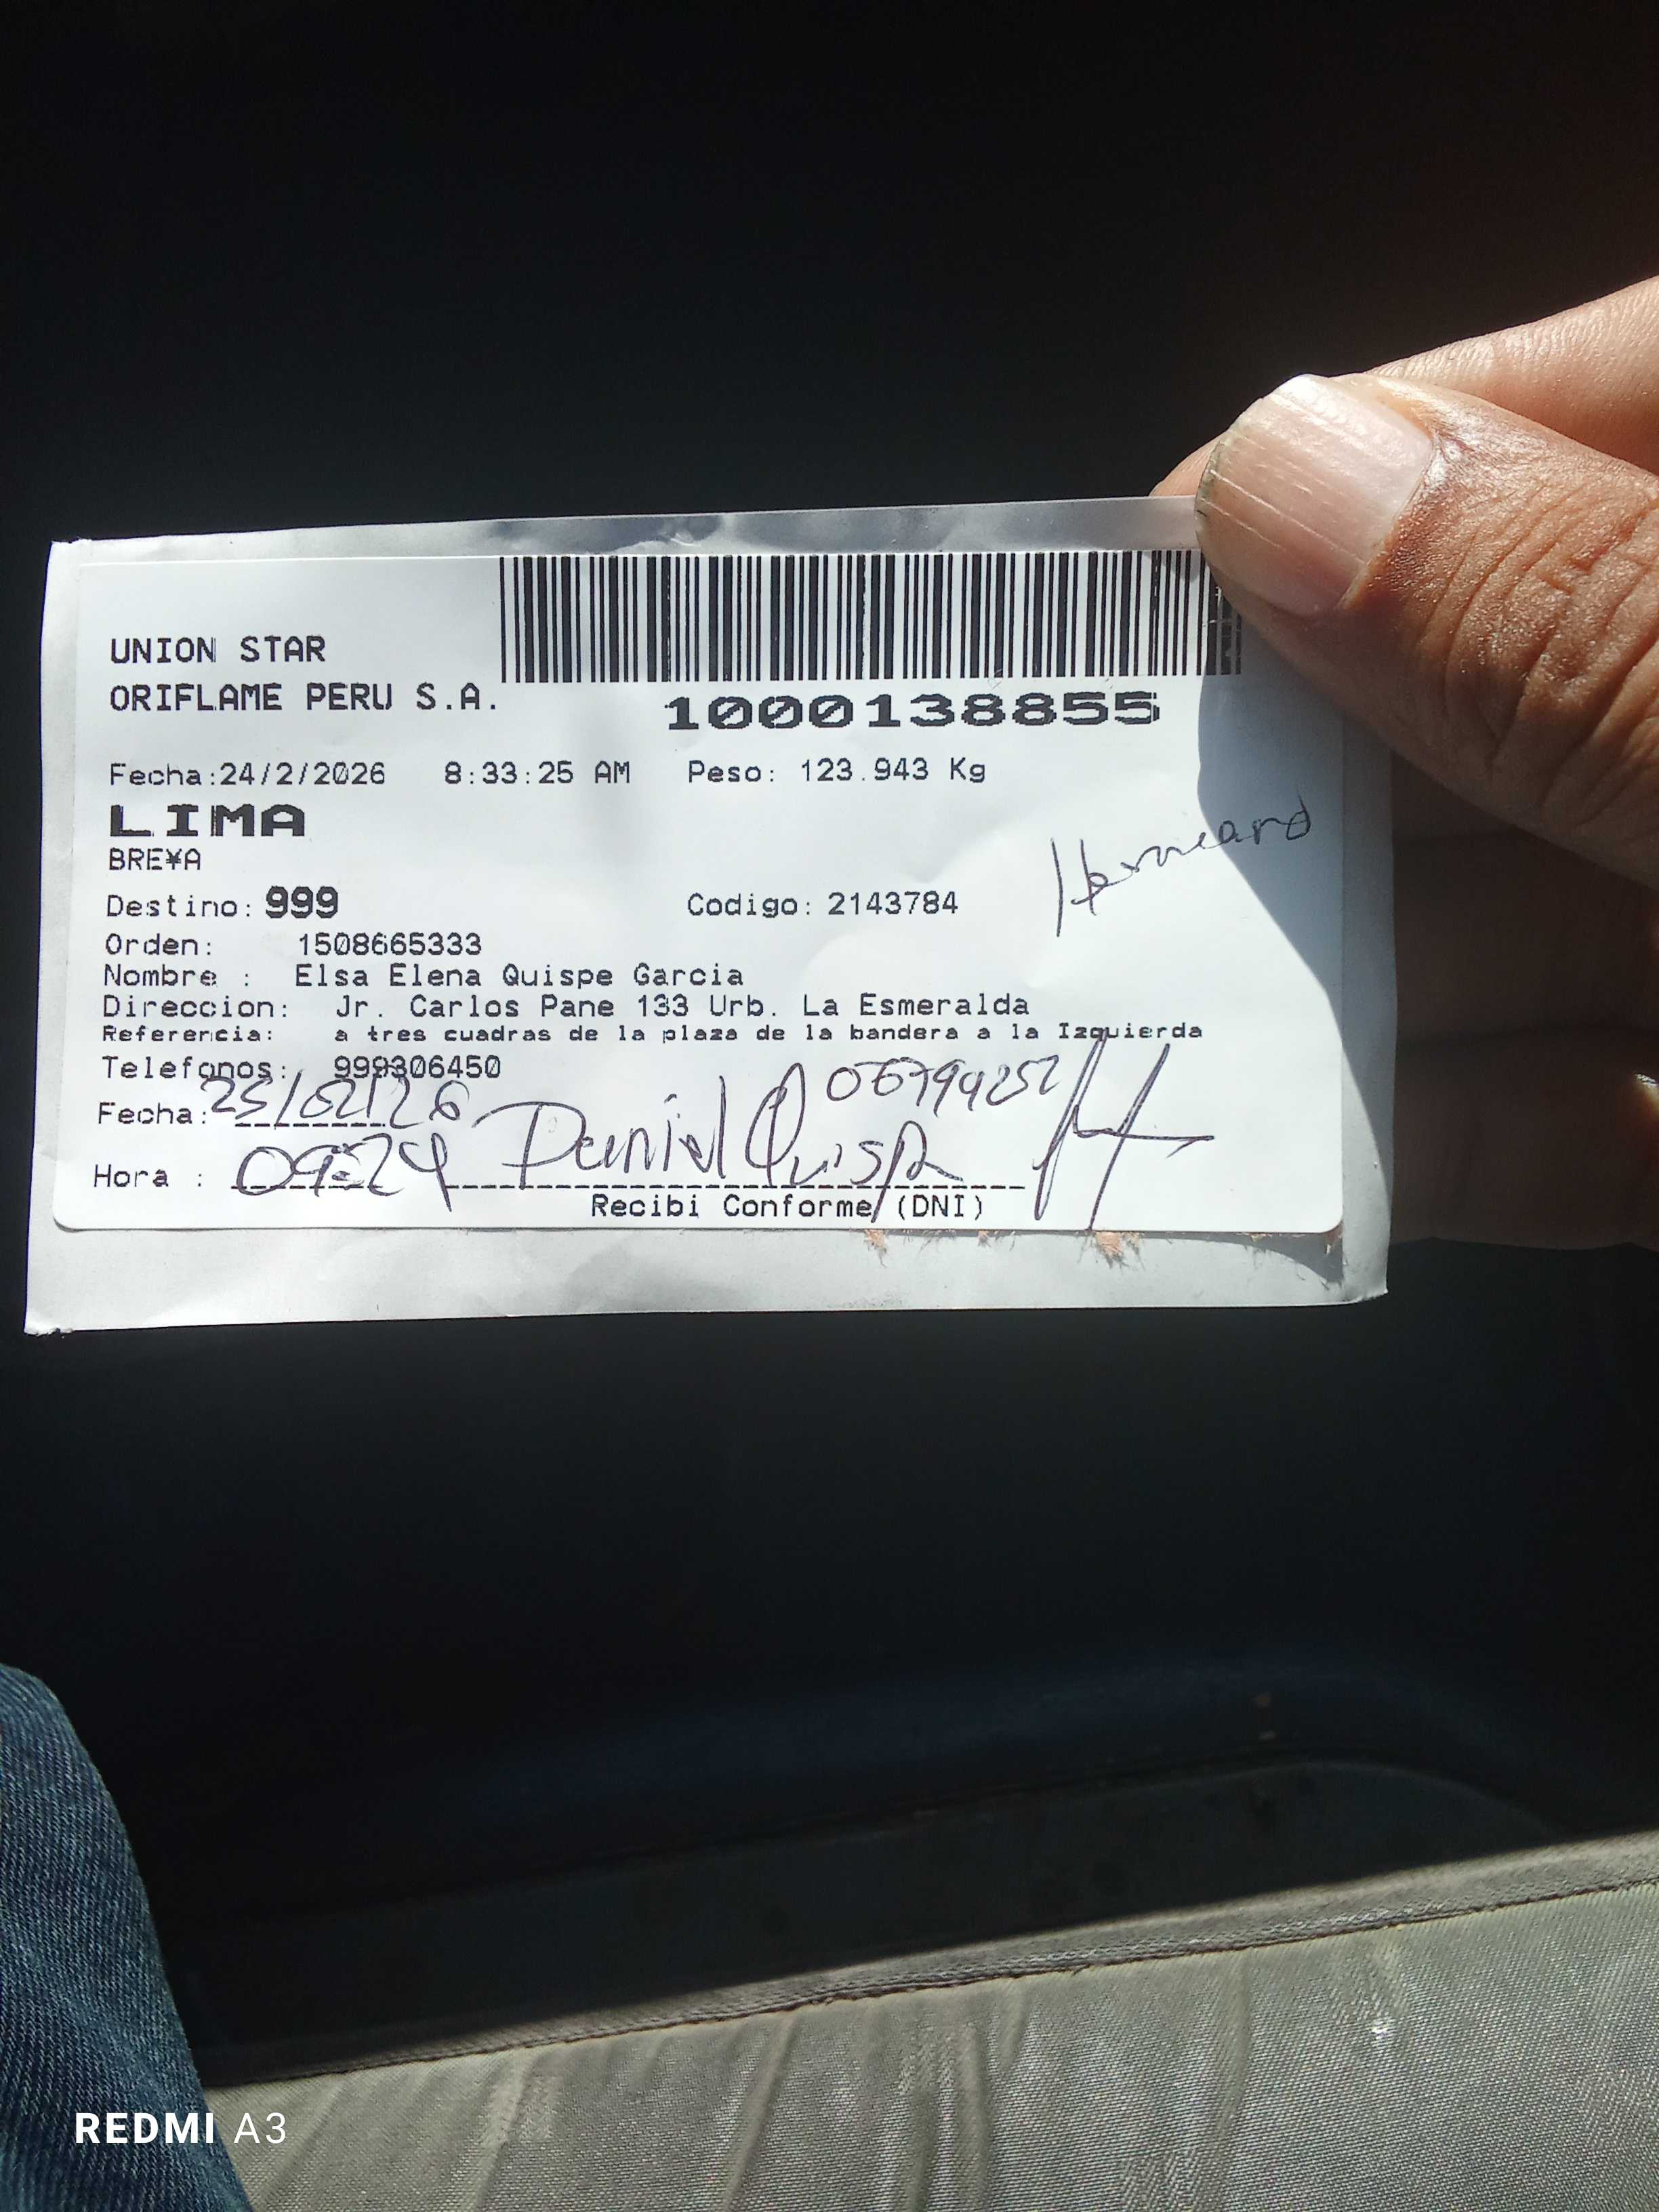 UNION STAR
ORIFLAME PERU S.A.
1000138855
Fecha:24/2/2026 8:33:25 AM Peso: 123.943 Kg
LIMA
BRE¥A
Destino: 999 Codigo: 2143784
Orden: 1508665333
Nombre : Elsa Elena Quispe Garcia
Direccion: Jr. Carlos Pane 133 Urb. La Esmeralda
Referencia: a tres cuadras de la plaza de la bandera a la Izquierda
Telefonos: 999306450
Fecha: 25/02/26
Hora : 09:24 Daniel Quispe
Recibi Conforme (DNI)
REDMI A3